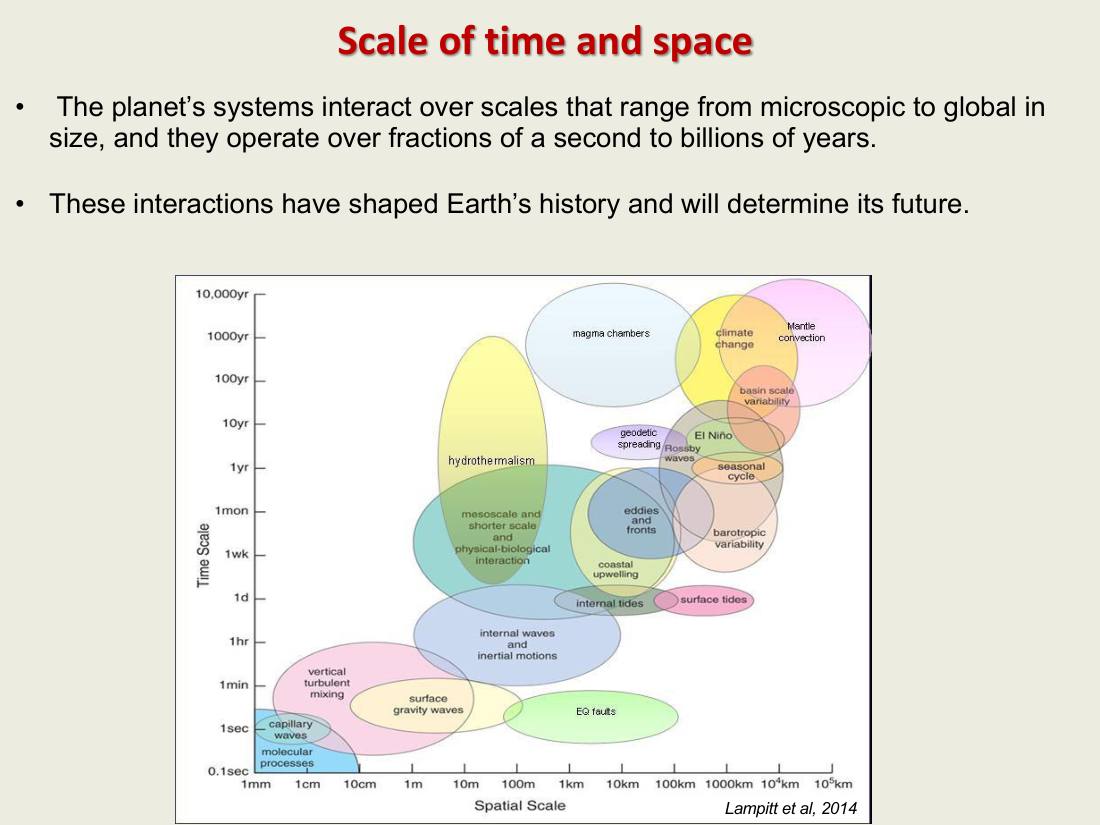 Scale of time and space
• The planet’s systems interact over scales that range from microscopic to global in
size, and they operate over fractions of a second to billions of years.
• These interactions have shaped Earth’s history and will determine its future.
10,000yr
1000yr
100yr
10yr
1yr
1mon
1wk
1d
1hr
1min
1sec
0.1sec
Time Scale
magma chambers
climate
change
Mantle
convection
basin scale
variability
geodetic
spreading
El Niño
Rossby
waves
hydrothermalism
seasonal
cycle
mesoscale and
shorter scale
and
physical-biological
interaction
eddies
and
fronts
barotropic
variability
coastal
upwelling
internal tides
surface tides
internal waves
and
inertial motions
vertical
turbulent
mixing
surface
gravity waves
EQ faults
capillary
waves
molecular
processes
1mm
1cm
10cm
1m
10m
100m
1km
10km
100km
1000km
10⁴km
10⁵km
Spatial Scale
Lampitt et al, 2014